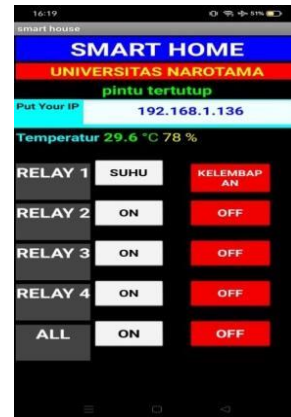 16:19
51%
smart house
SMART HOME
UNIVERSITAS NAROTAMA
pintu tertutup
Put Your IP
192.168.1.136
Temperatur 29.6 °C 78 %
RELAY 1 SUHU KELEMBAP
AN
RELAY 2 ON OFF
RELAY 3 ON OFF
RELAY 4 ON OFF
ALL ON OFF